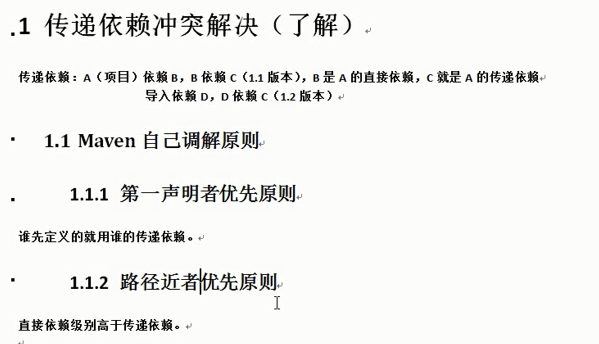 1 传递依赖冲突解决（了解）
传递依赖：A（项目）依赖 B，B 依赖 C（1.1 版本），B 是 A 的直接依赖，C 就是 A 的传递依赖
导入依赖 D，D 依赖 C（1.2 版本）
1.1 Maven 自己调解原则
1.1.1 第一声明者优先原则
谁先定义的就用谁的传递依赖。
1.1.2 路径近者优先原则
直接依赖级别高于传递依赖。